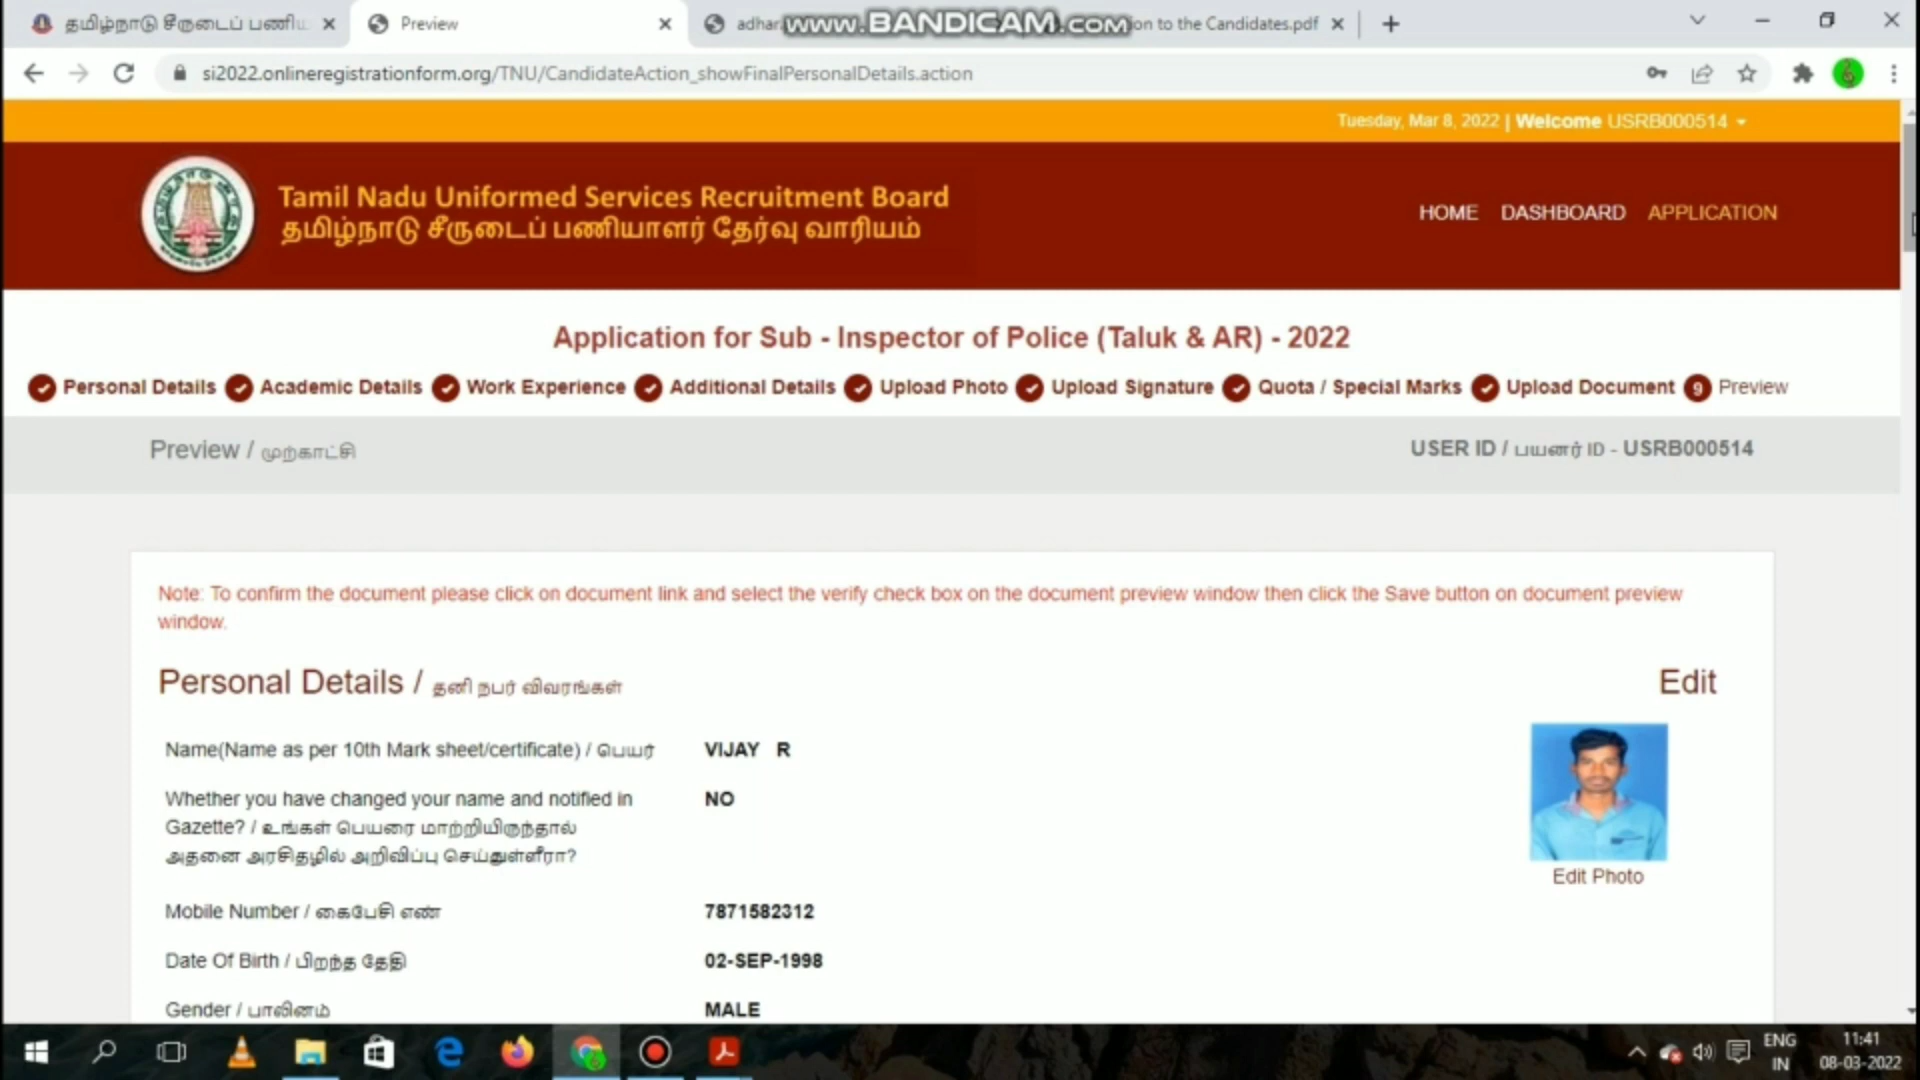 தமிழ்நாடு சீருடைப் பணிய
Preview
adhar
www.BANDICAM.com
ion to the Candidates.pdf
si2022.onlineregistrationform.org/TNU/CandidateAction_showFinalPersonalDetails.action
Tuesday, Mar 8, 2022 | Welcome USRB000514
Tamil Nadu Uniformed Services Recruitment Board
தமிழ்நாடு சீருடைப் பணியாளர் தேர்வு வாரியம்
HOME DASHBOARD APPLICATION
Application for Sub - Inspector of Police (Taluk & AR) - 2022
Personal Details Academic Details Work Experience Additional Details Upload Photo Upload Signature Quota / Special Marks Upload Document 9 Preview
Preview / முற்காட்சி
USER ID / பயனர் ID - USRB000514
Note: To confirm the document please click on document link and select the verify check box on the document preview window then click the Save button on document preview
window.
Personal Details / தனி நபர் விவரங்கள்
Edit
Name(Name as per 10th Mark sheet/certificate) / பெயர் VIJAY R
Whether you have changed your name and notified in NO
Gazette? / உங்கள் பெயரை மாற்றியிருந்தால்
அதனை அரசிதழில் அறிவிப்பு செய்துள்ளீரா?
Edit Photo
Mobile Number / கைபேசி எண் 7871582312
Date Of Birth / பிறந்த தேதி 02-SEP-1998
Gender / பாலினம் MALE
ENG
IN
11:41
08-03-2022